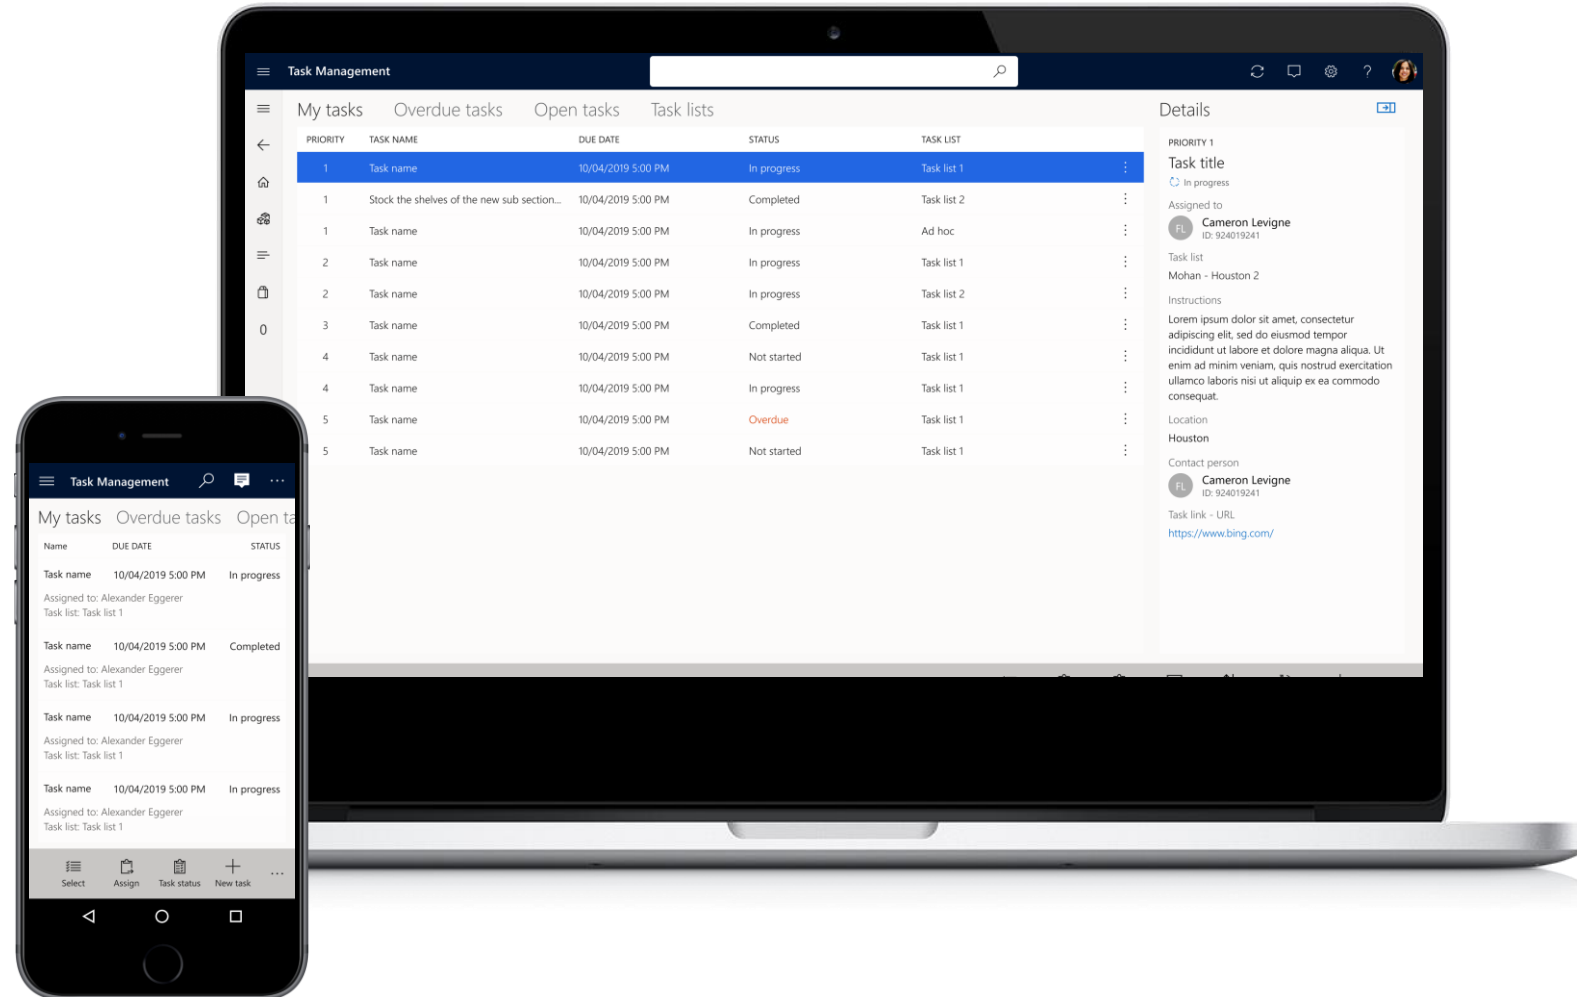 Task Management
?
My tasks Overdue tasks Open tasks Task lists
PRIORITY TASK NAME DUE DATE STATUS TASK LIST
1 Task name 10/04/2019 5:00 PM In progress Task list 1
1 Stock the shelves of the new sub section... 10/04/2019 5:00 PM Completed Task list 2
1 Task name 10/04/2019 5:00 PM In progress Ad hoc
2 Task name 10/04/2019 5:00 PM In progress Task list 1
2 Task name 10/04/2019 5:00 PM In progress Task list 2
3 Task name 10/04/2019 5:00 PM Completed Task list 1
4 Task name 10/04/2019 5:00 PM Not started Task list 1
4 Task name 10/04/2019 5:00 PM In progress Task list 1
5 Task name 10/04/2019 5:00 PM Overdue Task list 1
5 Task name 10/04/2019 5:00 PM Not started Task list 1
0
Details
PRIORITY 1
Task title
In progress
Assigned to
FL Cameron Levigne
ID: 924019241
Task list
Mohan - Houston 2
Instructions
Lorem ipsum dolor sit amet, consectetur
adipiscing elit, sed do eiusmod tempor
incididunt ut labore et dolore magna aliqua. Ut
enim ad minim veniam, quis nostrud exercitation
ullamco laboris nisi ut aliquip ex ea commodo
consequat.
Location
Houston
Contact person
FL Cameron Levigne
ID: 924019241
Task link - URL
https://www.bing.com/
Task Management
My tasks Overdue tasks Open ta
Name DUE DATE STATUS
Task name 10/04/2019 5:00 PM In progress
Assigned to: Alexander Eggerer
Task list: Task list 1
Task name 10/04/2019 5:00 PM Completed
Assigned to: Alexander Eggerer
Task list: Task list 1
Task name 10/04/2019 5:00 PM In progress
Assigned to: Alexander Eggerer
Task list: Task list 1
Task name 10/04/2019 5:00 PM In progress
Assigned to: Alexander Eggerer
Task list: Task list 1
Select Assign Task status New task